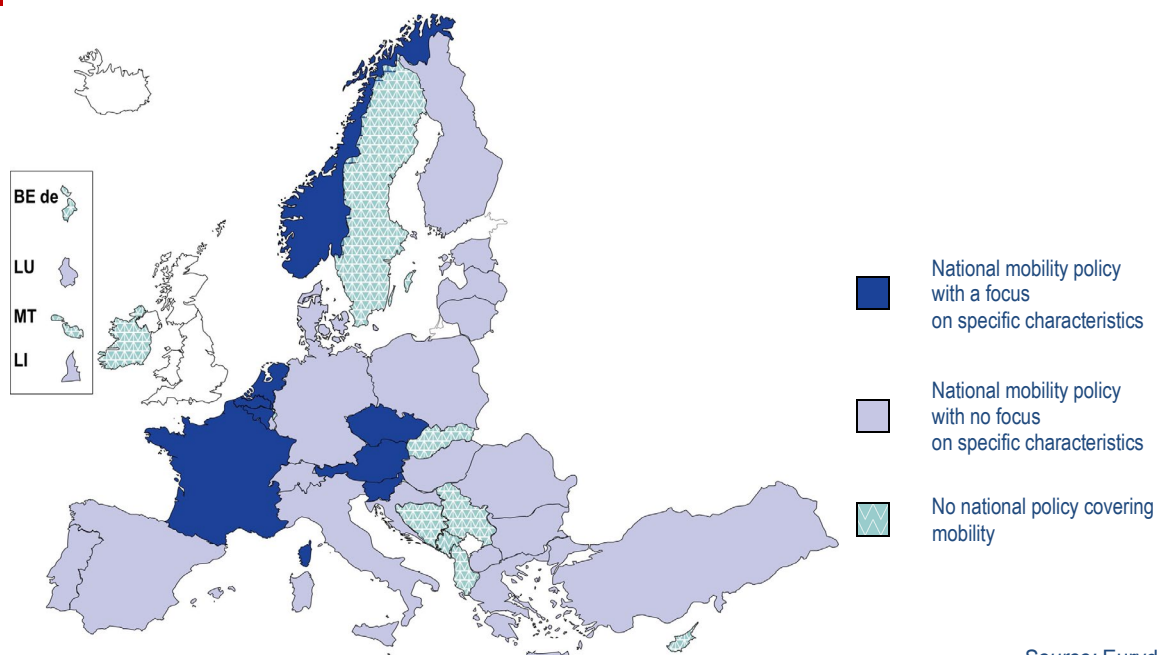 BE de
LU
MT
LI
National mobility policy
with a focus
on specific characteristics
National mobility policy
with no focus
on specific characteristics
No national policy covering
mobility
Source: